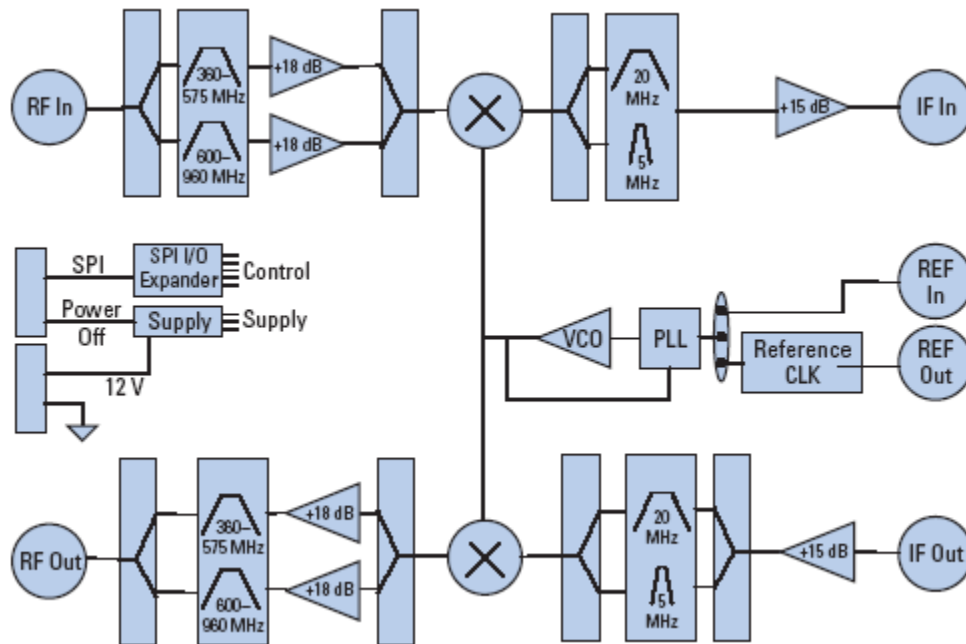 RF In
360–
575 MHz
600–
960 MHz
+18 dB
+18 dB
20
MHz
5
MHz
+15 dB
IF In
SPI
SPI I/O
Expander
Control
Power
Off
Supply
Supply
12 V
VCO
PLL
Reference
CLK
REF
In
REF
Out
RF Out
360–
575 MHz
600–
960 MHz
+18 dB
+18 dB
20
MHz
5
MHz
+15 dB
IF Out